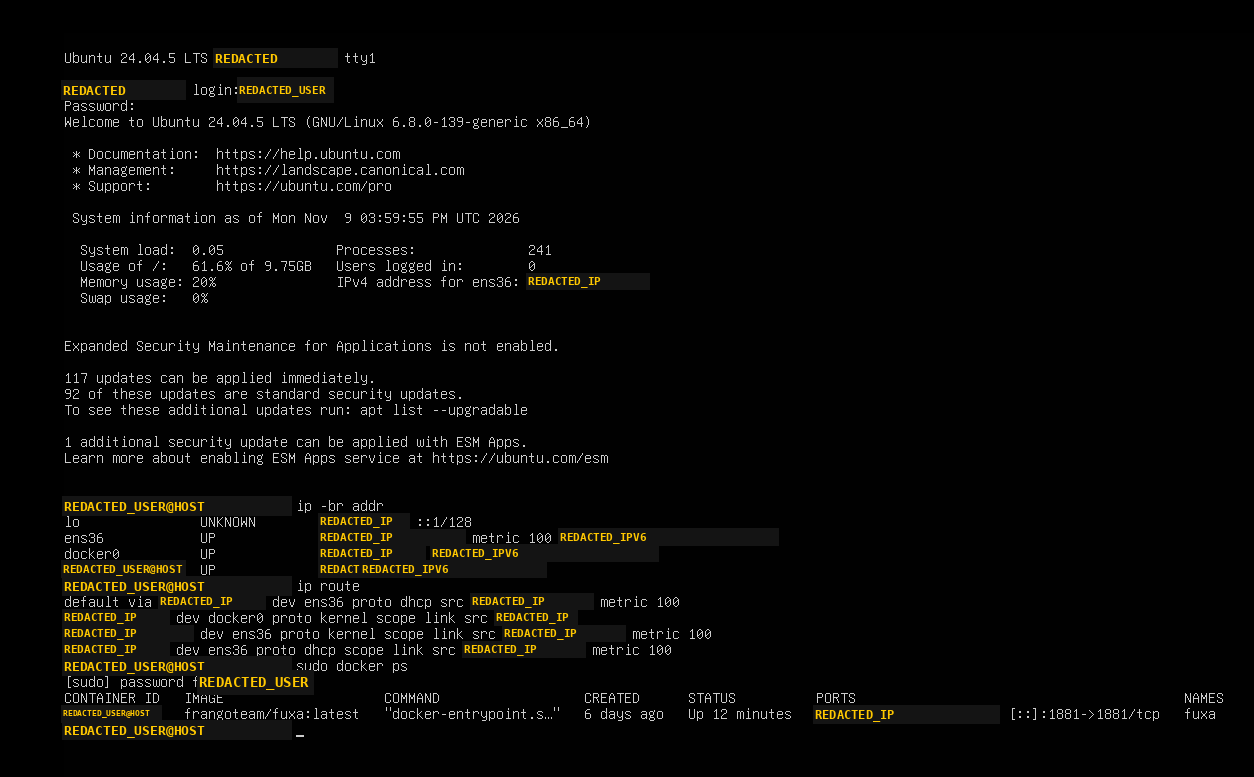 Ubuntu 24.04.5 LTS REDACTED tty1
REDACTED login: REDACTED_USER
Password:
Welcome to Ubuntu 24.04.5 LTS (GNU/Linux 6.8.0-139-generic x86_64)
* Documentation: https://help.ubuntu.com
* Management: https://landscape.canonical.com
* Support: https://ubuntu.com/pro
System information as of Mon Nov 9 03:59:55 PM UTC 2026
System load: 0.05 Processes: 241
Usage of /: 61.6% of 9.75GB Users logged in: 0
Memory usage: 20% IPv4 address for ens36: REDACTED_IP
Swap usage: 0%
Expanded Security Maintenance for Applications is not enabled.
117 updates can be applied immediately.
92 of these updates are standard security updates.
To see these additional updates run: apt list --upgradable
1 additional security update can be applied with ESM Apps.
Learn more about enabling ESM Apps service at https://ubuntu.com/esm
REDACTED_USER@HOST ip -br addr
lo UNKNOWN REDACTED_IP ::1/128
ens36 UP REDACTED_IP metric 100 REDACTED_IPV6
docker0 UP REDACTED_IP REDACTED_IPV6
REDACTED_USER@HOST UP REDACT REDACTED_IPV6
REDACTED_USER@HOST ip route
default via REDACTED_IP dev ens36 proto dhcp src REDACTED_IP metric 100
REDACTED_IP dev docker0 proto kernel scope link src REDACTED_IP
REDACTED_IP dev ens36 proto kernel scope link src REDACTED_IP metric 100
REDACTED_IP dev ens36 proto dhcp scope link src REDACTED_IP metric 100
REDACTED_USER@HOST sudo docker ps
[sudo] password f REDACTED_USER
CONTAINER ID IMAGE COMMAND CREATED STATUS PORTS NAMES
REDACTED_USER@HOST frangoteam/fuxa:latest "docker-entrypoint.s…" 6 days ago Up 12 minutes REDACTED_IP [::]:1881->1881/tcp fuxa
REDACTED_USER@HOST _